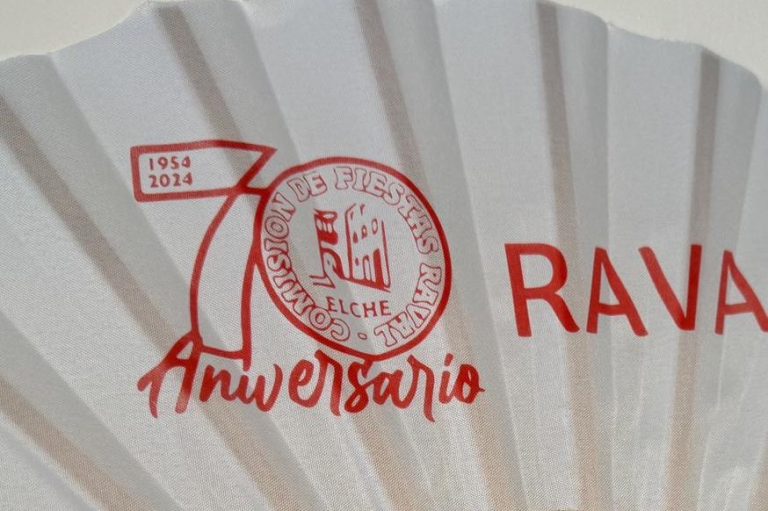 1954
2024
70
COMISION DE FIESTAS RAVAL -
ELCHE
Aniversario
RAVA